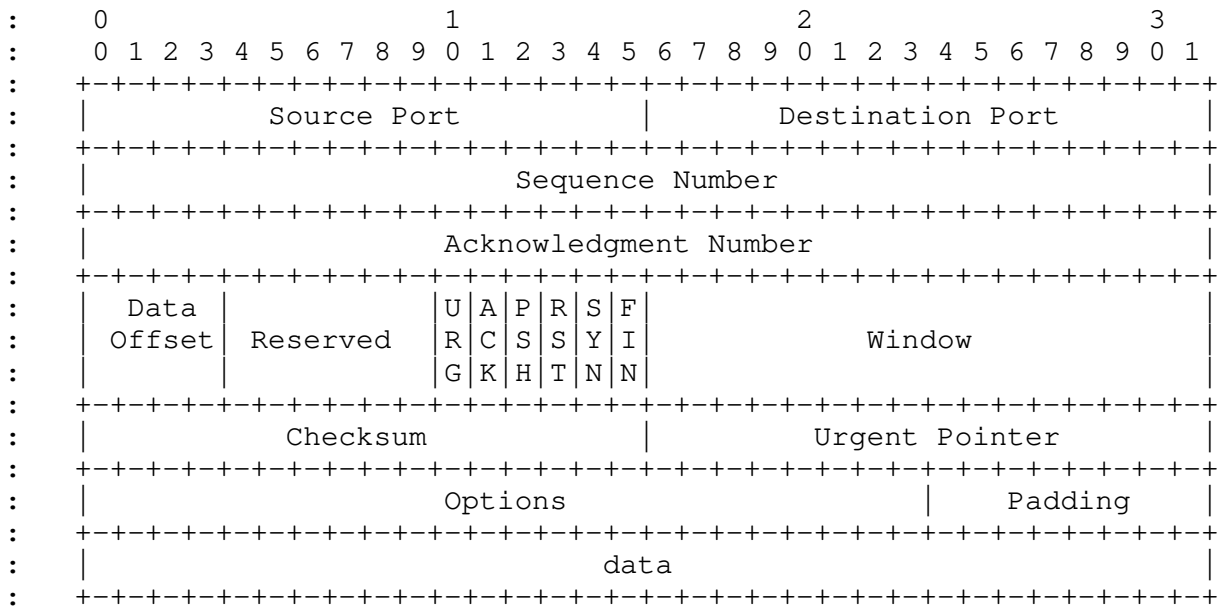 :    0                   1                   2                   3
:    0 1 2 3 4 5 6 7 8 9 0 1 2 3 4 5 6 7 8 9 0 1 2 3 4 5 6 7 8 9 0 1
:   +-+-+-+-+-+-+-+-+-+-+-+-+-+-+-+-+-+-+-+-+-+-+-+-+-+-+-+-+-+-+-+-+
:   |          Source Port          |       Destination Port        |
:   +-+-+-+-+-+-+-+-+-+-+-+-+-+-+-+-+-+-+-+-+-+-+-+-+-+-+-+-+-+-+-+-+
:   |                        Sequence Number                        |
:   +-+-+-+-+-+-+-+-+-+-+-+-+-+-+-+-+-+-+-+-+-+-+-+-+-+-+-+-+-+-+-+-+
:   |                    Acknowledgment Number                      |
:   +-+-+-+-+-+-+-+-+-+-+-+-+-+-+-+-+-+-+-+-+-+-+-+-+-+-+-+-+-+-+-+-+
:   |  Data |           |U|A|P|R|S|F|                               |
:   | Offset| Reserved  |R|C|S|S|Y|I|            Window             |
:   |       |           |G|K|H|T|N|N|                               |
:   +-+-+-+-+-+-+-+-+-+-+-+-+-+-+-+-+-+-+-+-+-+-+-+-+-+-+-+-+-+-+-+-+
:   |           Checksum            |         Urgent Pointer        |
:   +-+-+-+-+-+-+-+-+-+-+-+-+-+-+-+-+-+-+-+-+-+-+-+-+-+-+-+-+-+-+-+-+
:   |                    Options                    |    Padding    |
:   +-+-+-+-+-+-+-+-+-+-+-+-+-+-+-+-+-+-+-+-+-+-+-+-+-+-+-+-+-+-+-+-+
:   |                             data                              |
:   +-+-+-+-+-+-+-+-+-+-+-+-+-+-+-+-+-+-+-+-+-+-+-+-+-+-+-+-+-+-+-+-+